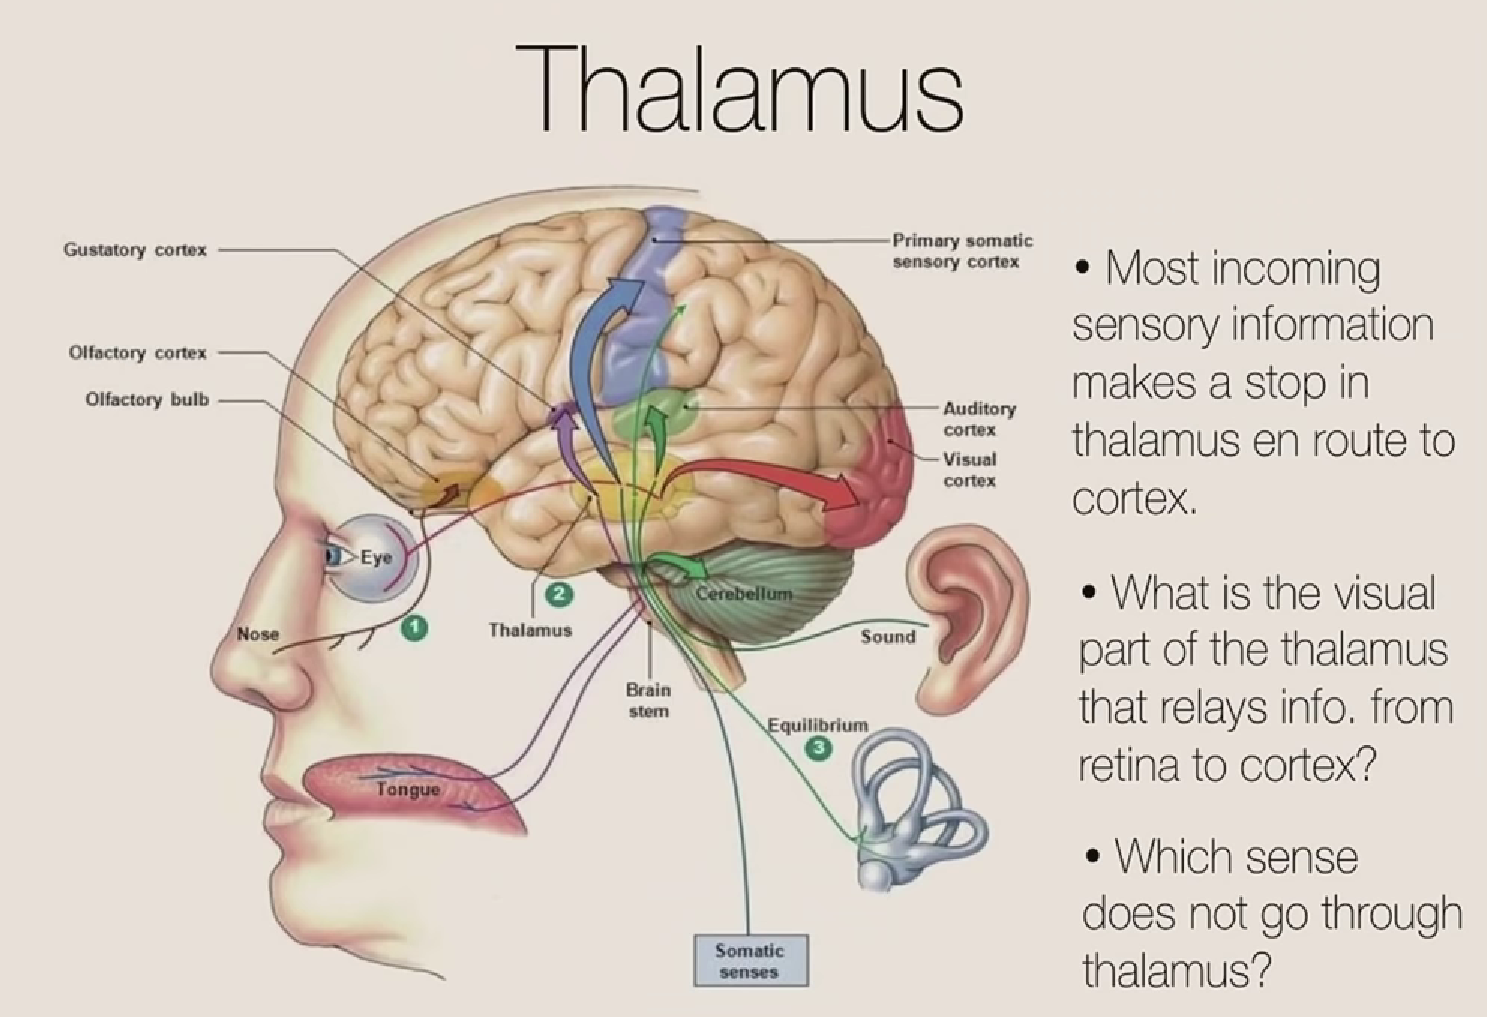 Thalamus
Gustatory cortex
Olfactory cortex
Olfactory bulb
Primary somatic
sensory cortex
Auditory
cortex
Visual
cortex
Eye
Nose
1
2
Thalamus
Cerebellum
Sound
Brain
stem
Equilibrium
3
Tongue
Somatic
senses
• Most incoming
sensory information
makes a stop in
thalamus en route to
cortex.
• What is the visual
part of the thalamus
that relays info. from
retina to cortex?
• Which sense
does not go through
thalamus?